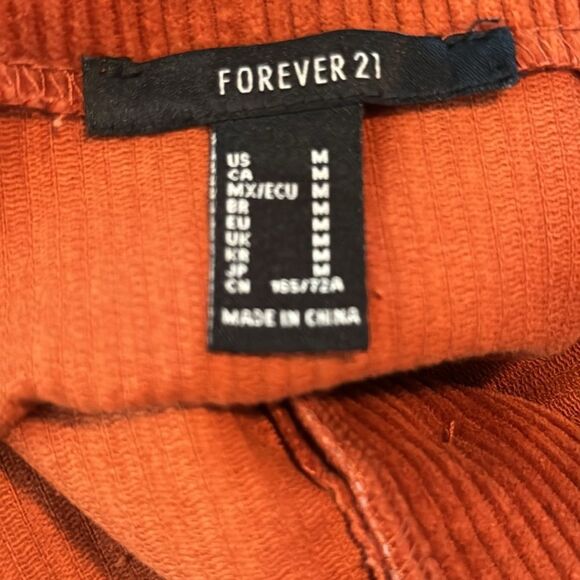 FOREVER 21
US M
CA M
MX/ECU M
BR M
EU M
UK M
KR M
JP M
CN 165/72A
MADE IN CHINA